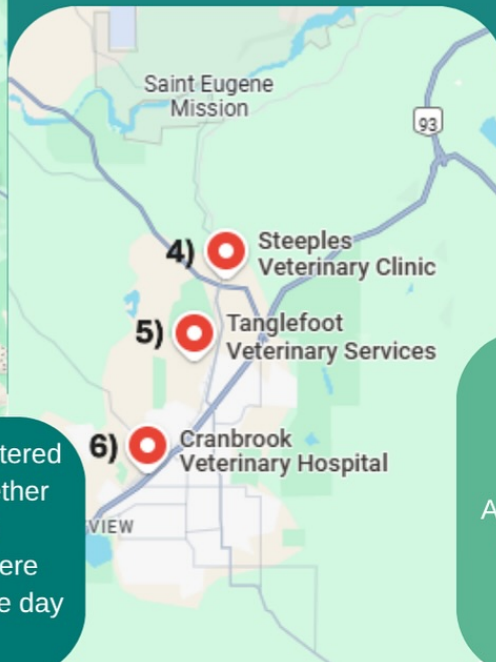 Saint Eugene
Mission
93
4) Steeples
Veterinary Clinic
5) Tanglefoot
Veterinary Services
6) Cranbrook
Veterinary Hospital
VIEW
tered
ther
ere
e day
A